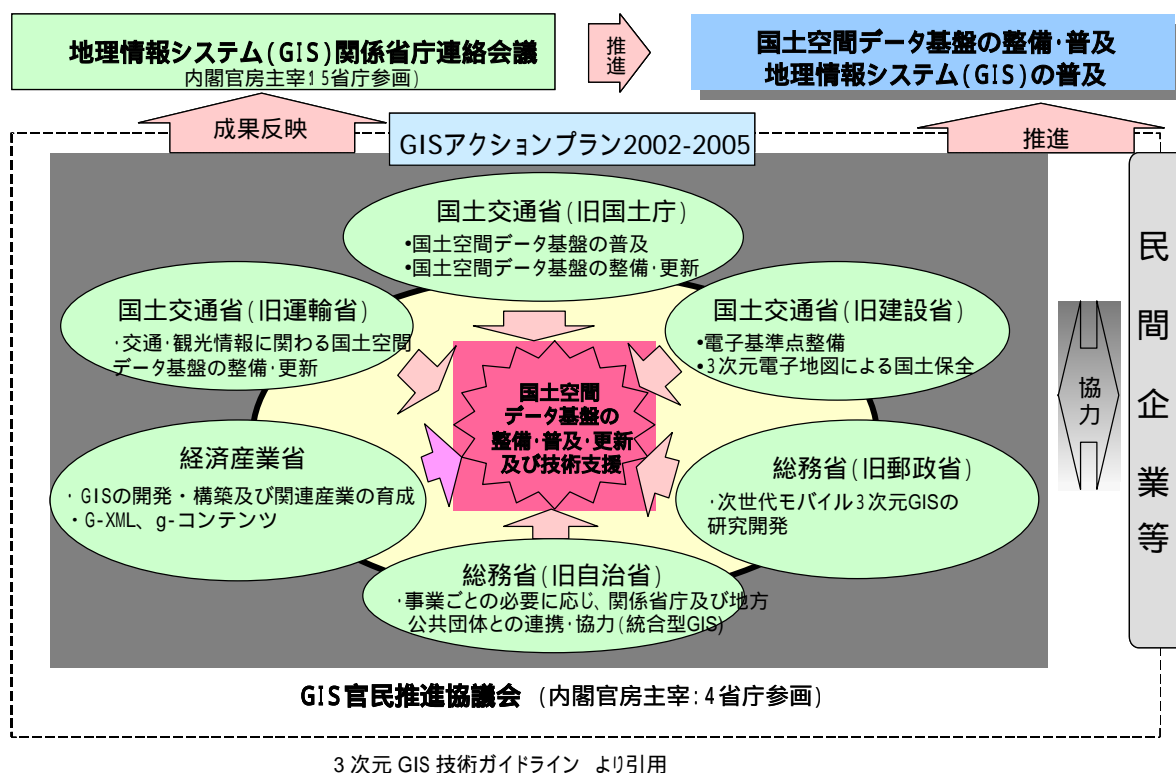 地理情報システム(GIS)関係省庁連絡会議
内閣官房主宰15省庁参画)
推進
国土空間データ基盤の整備・普及
地理情報システム(GIS)の普及
成果反映
GISアクションプラン2002-2005
推進
国土交通省(旧国土庁)
•国土空間データ基盤の普及
•国土空間データ基盤の整備・更新
国土交通省(旧運輸省)
・交通・観光情報に関わる国土空間
データ基盤の整備・更新
国土交通省(旧建設省)
•電子基準点整備
•3次元電子地図による国土保全
国土空間
データ基盤の
整備・普及・更新
及び技術支援
経済産業省
・GISの開発・構築及び関連産業の育成
・G-XML、g-コンテンツ
総務省(旧郵政省)
・次世代モバイル3次元GISの
研究開発
総務省(旧自治省)
・事業ごとの必要に応じ、関係省庁及び地方
公共団体との連携・協力(統合型GIS)
協力
民間企業等
GIS官民推進協議会 (内閣官房主宰:4省庁参画)
3次元GIS技術ガイドライン より引用